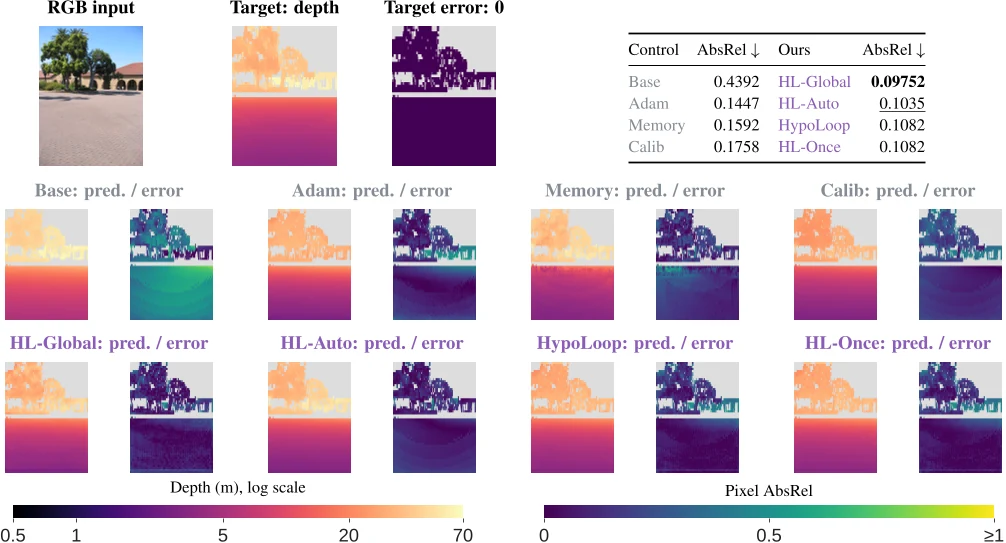 RGB input
Target: depth
Target error: 0
Control AbsRel ↓ Ours AbsRel ↓
Base 0.4392 HL-Global 0.09752
Adam 0.1447 HL-Auto 0.1035
Memory 0.1592 HypoLoop 0.1082
Calib 0.1758 HL-Once 0.1082
Base: pred. / error
Adam: pred. / error
Memory: pred. / error
Calib: pred. / error
HL-Global: pred. / error
HL-Auto: pred. / error
HypoLoop: pred. / error
HL-Once: pred. / error
Depth (m), log scale
0.5 1 5 20 70
Pixel AbsRel
0 0.5 ≥1